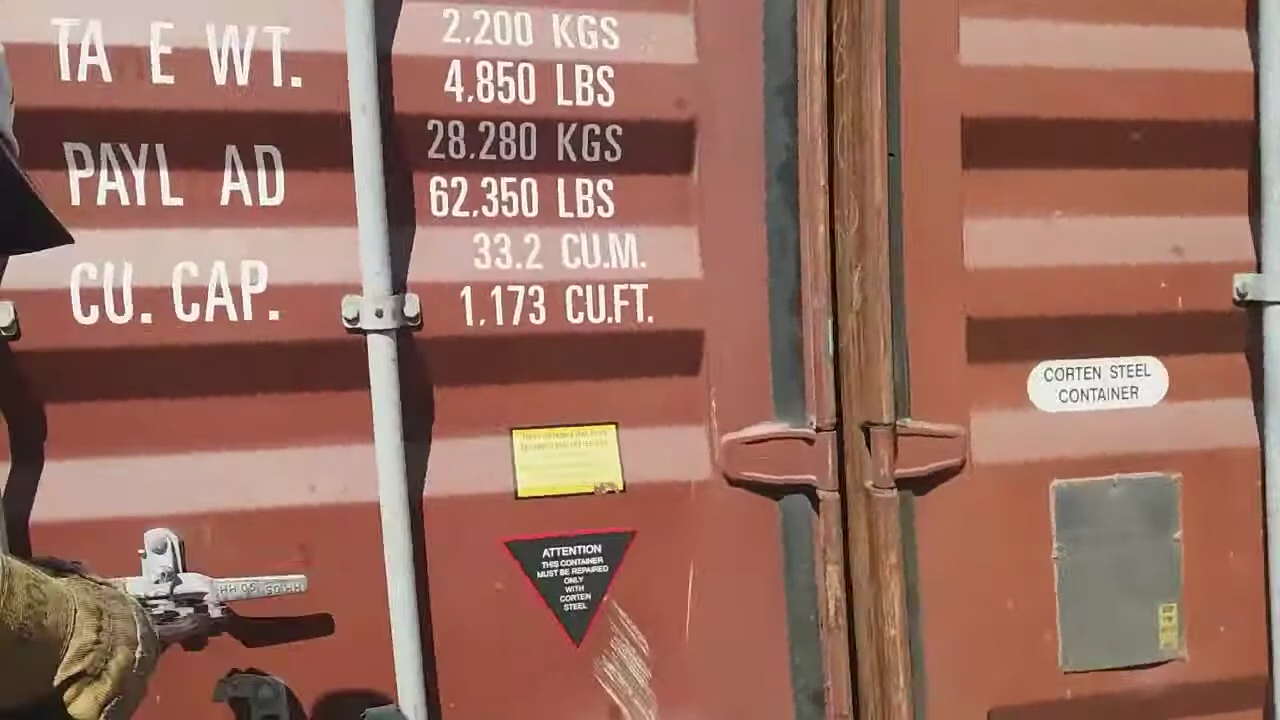 TA E WT.
2.200 KGS
4.850 LBS
PAYL AD
28.280 KGS
62.350 LBS
CU. CAP.
33.2 CU.M.
1.173 CU.FT.
CORTEN STEEL
CONTAINER
ATTENTION
THIS CONTAINER
MUST BE REPAIRED
ONLY
WITH
CORTEN
STEEL